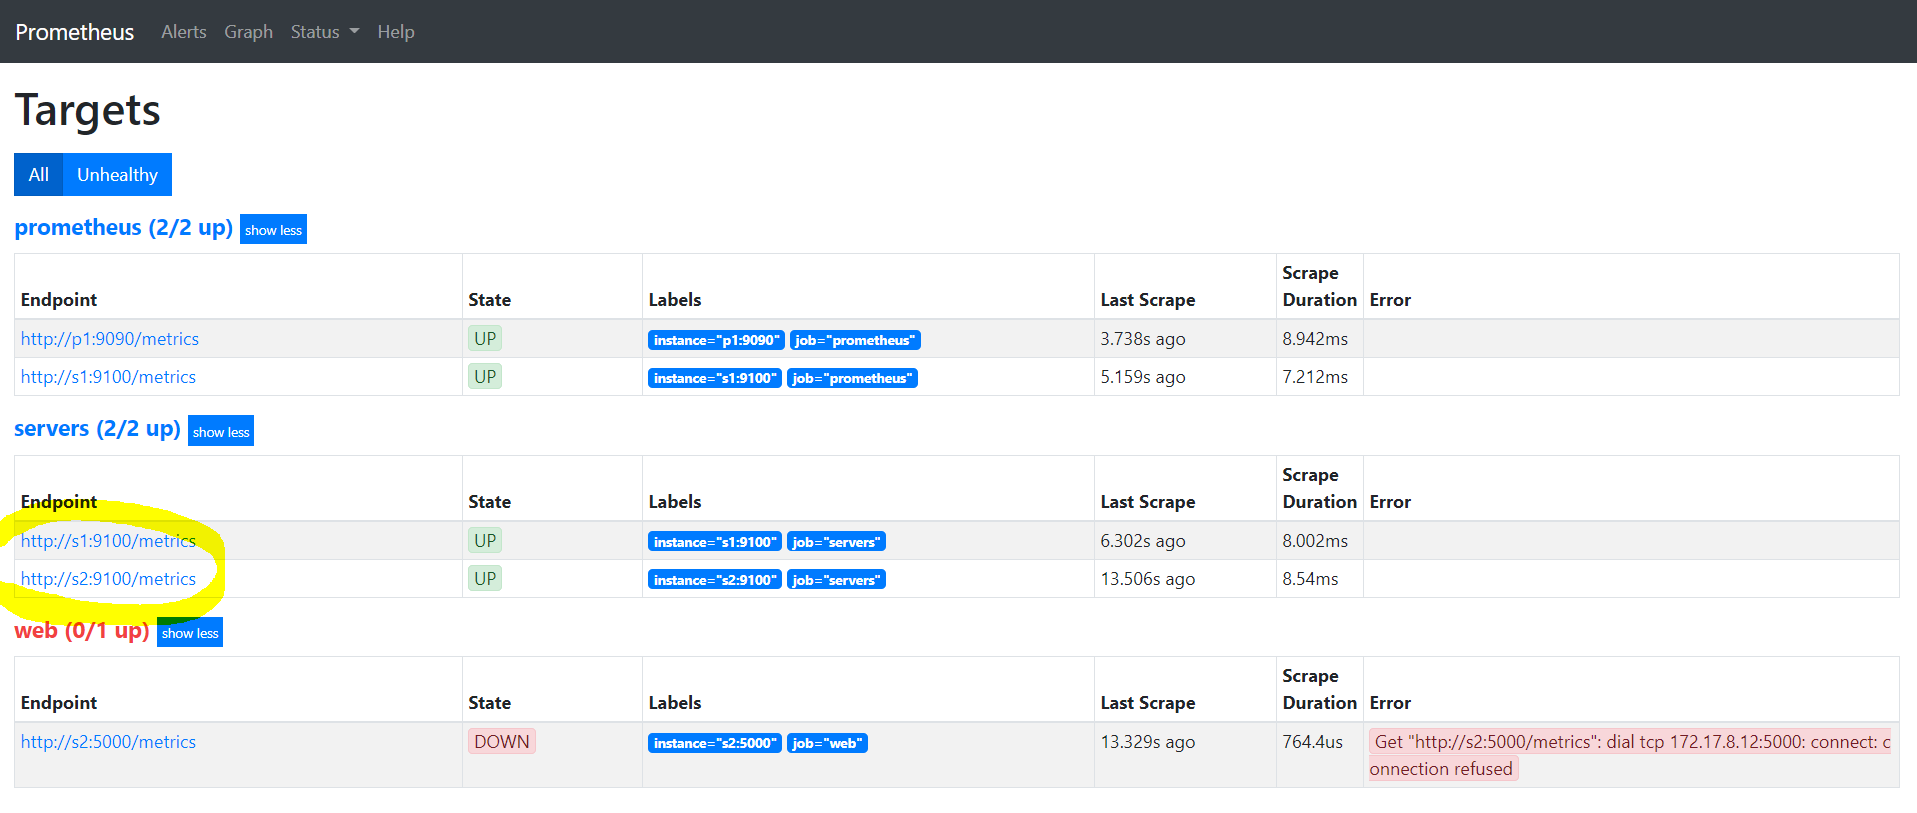 Prometheus Alerts Graph Status Help
Targets
All Unhealthy
prometheus (2/2 up) show less
Endpoint State Labels Last Scrape Scrape Duration Error
http://p1:9090/metrics UP instance="p1:9090" job="prometheus" 3.738s ago 8.942ms
http://s1:9100/metrics UP instance="s1:9100" job="prometheus" 5.159s ago 7.212ms
servers (2/2 up) show less
Endpoint State Labels Last Scrape Scrape Duration Error
http://s1:9100/metrics UP instance="s1:9100" job="servers" 6.302s ago 8.002ms
http://s2:9100/metrics UP instance="s2:9100" job="servers" 13.506s ago 8.54ms
web (0/1 up) show less
Endpoint State Labels Last Scrape Scrape Duration Error
http://s2:5000/metrics DOWN instance="s2:5000" job="web" 13.329s ago 764.4us Get "http://s2:5000/metrics": dial tcp 172.17.8.12:5000: connect: c
onnection refused